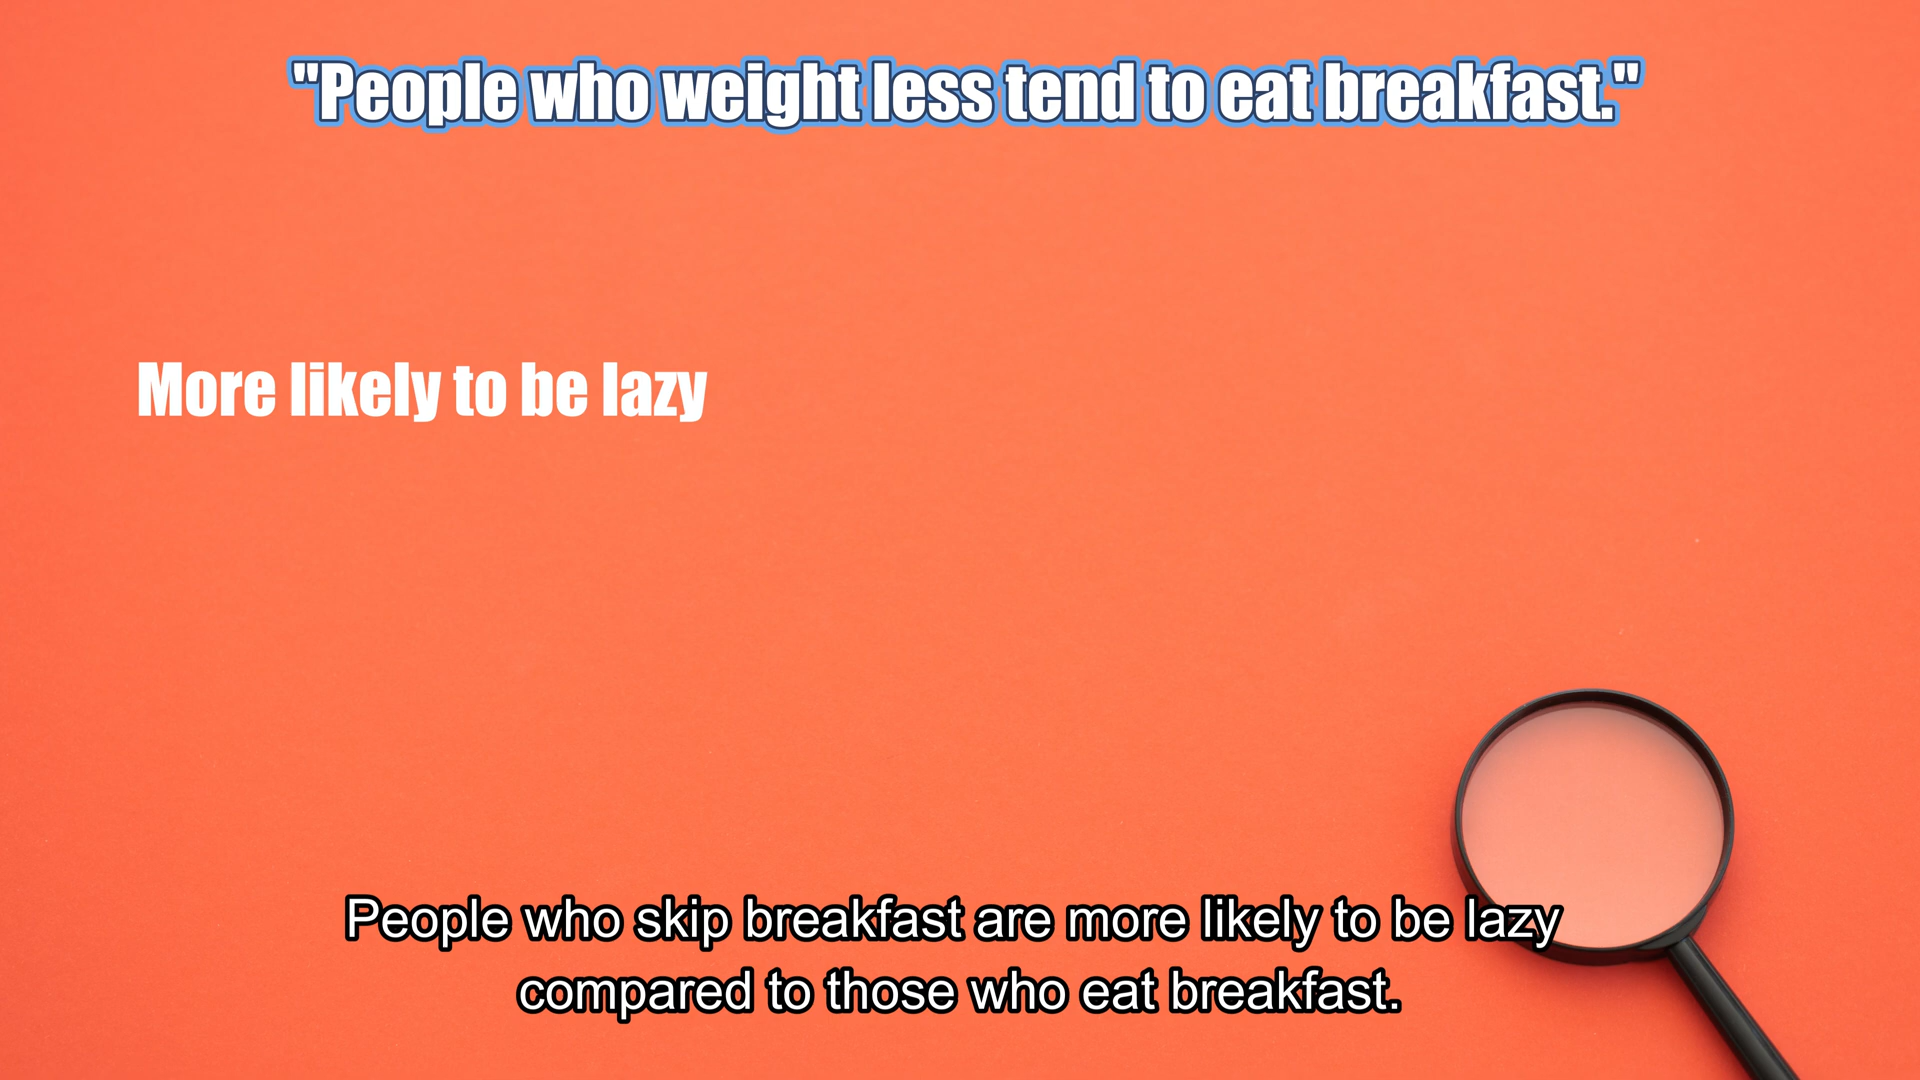 "People who weight less tend to eat breakfast."
More likely to be lazy
People who skip breakfast are more likely to be lazy
compared to those who eat breakfast.